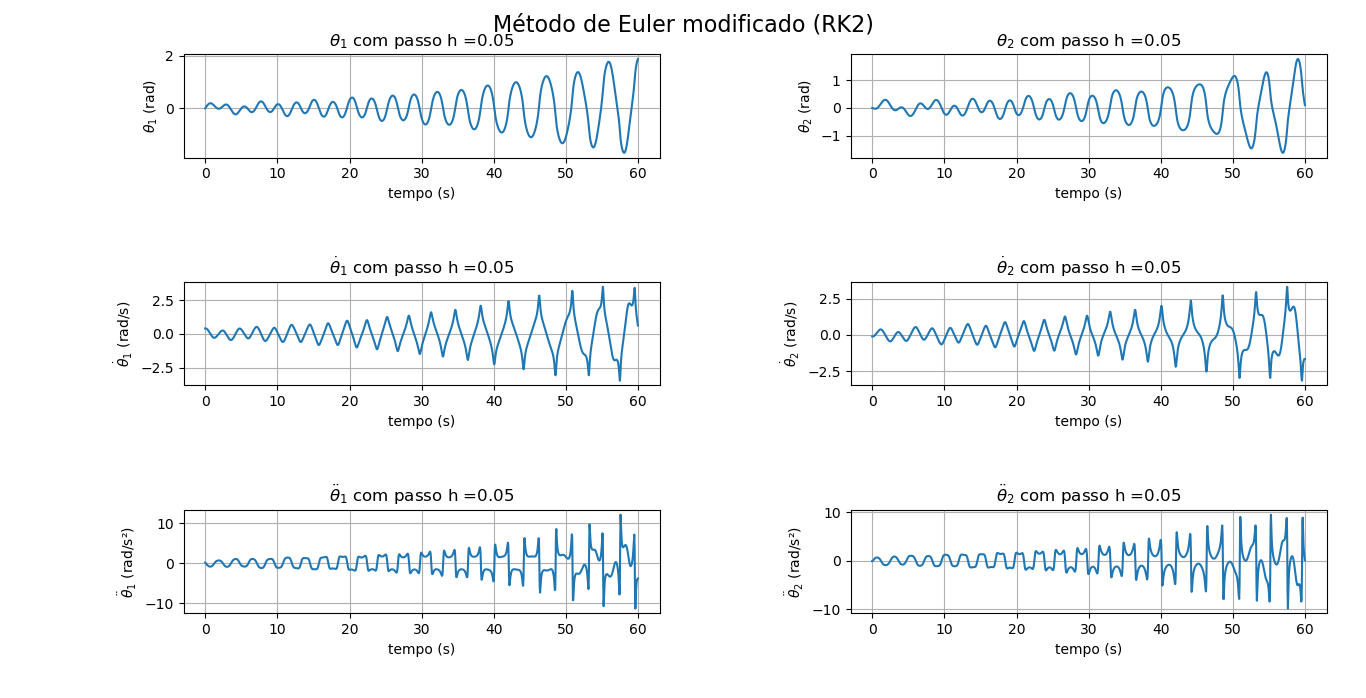 Método de Euler modificado (RK2)
θ₁ com passo h =0.05
2
0
θ₁ (rad)
0 10 20 30 40 50 60
tempo (s)
θ₂ com passo h =0.05
1
0
−1
θ₂ (rad)
0 10 20 30 40 50 60
tempo (s)
θ̇₁ com passo h =0.05
2.5
0.0
−2.5
θ̇₁ (rad/s)
0 10 20 30 40 50 60
tempo (s)
θ̇₂ com passo h =0.05
2.5
0.0
−2.5
θ̇₂ (rad/s)
0 10 20 30 40 50 60
tempo (s)
θ̈₁ com passo h =0.05
10
0
−10
θ̈₁ (rad/s²)
0 10 20 30 40 50 60
tempo (s)
θ̈₂ com passo h =0.05
10
0
−10
θ̈₂ (rad/s²)
0 10 20 30 40 50 60
tempo (s)